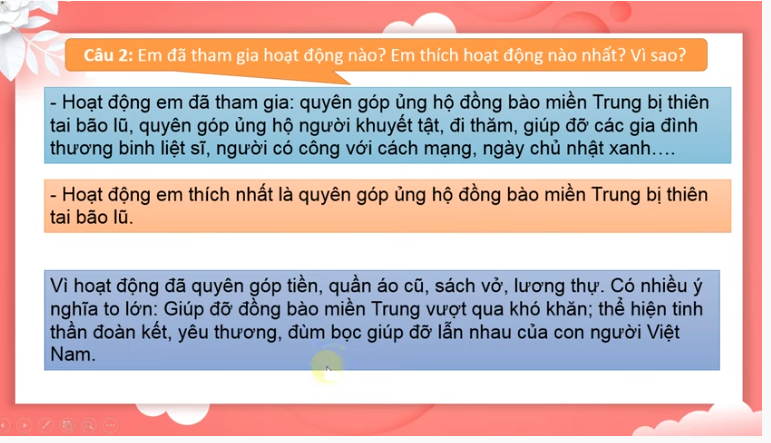 Câu 2: Em đã tham gia hoạt động nào? Em thích hoạt động nào nhất? Vì sao?
- Hoạt động em đã tham gia: quyên góp ủng hộ đồng bào miền Trung bị thiên
tai bão lũ, quyên góp ủng hộ người khuyết tật, đi thăm, giúp đỡ các gia đình
thương binh liệt sĩ, người có công với cách mạng, ngày chủ nhật xanh….
- Hoạt động em thích nhất là quyên góp ủng hộ đồng bào miền Trung bị thiên
tai bão lũ.
Vì hoạt động đã quyên góp tiền, quần áo cũ, sách vở, lương thự. Có nhiều ý
nghĩa to lớn: Giúp đỡ đồng bào miền Trung vượt qua khó khăn; thể hiện tinh
thần đoàn kết, yêu thương, đùm bọc giúp đỡ lẫn nhau của con người Việt
Nam.